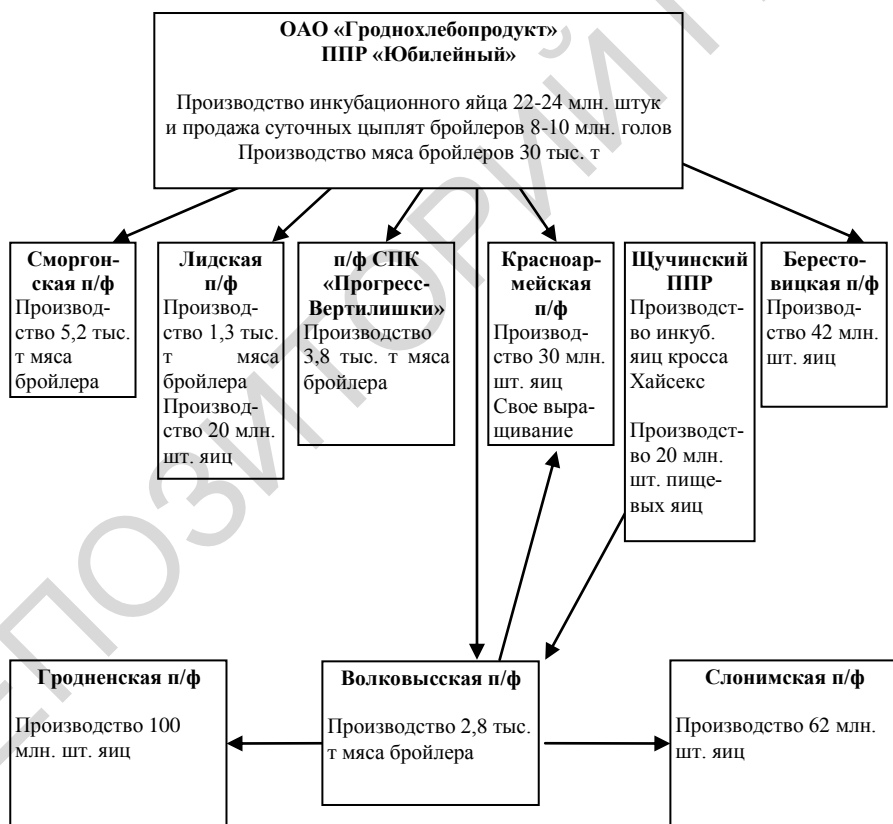 ОАО «Гроднохлебопродукт»
ППР «Юбилейный»
Производство инкубационного яйца 22-24 млн. штук
и продажа суточных цыплят бройлеров 8-10 млн. голов
Производство мяса бройлеров 30 тыс. т
Сморгон-
ская п/ф
Производ-
ство 5,2 тыс.
т мяса
бройлера
Лидская
п/ф
Производ-
ство 1,3 тыс.
т мяса
бройлера
Производ-
ство 20 млн.
шт. яиц
п/ф СПК
«Прогресс-
Вертилишки»
Производство
3,8 тыс. т мяса
бройлера
Красноар-
мейская
п/ф
Производ-
ство 30 млн.
шт. яиц
Свое выра-
щивание
Щучинский
ППР
Производст-
во инкуб.
яиц кросса
Хайсекс
Производст-
во 20 млн.
шт. пище-
вых яиц
Бересто-
вицкая п/ф
Производ-
ство 42 млн.
шт. яиц
Гродненская п/ф
Производство 100
млн. шт. яиц
Волковысская п/ф
Производство 2,8 тыс.
т мяса бройлера
Слонимская п/ф
Производство 62 млн.
шт. яиц